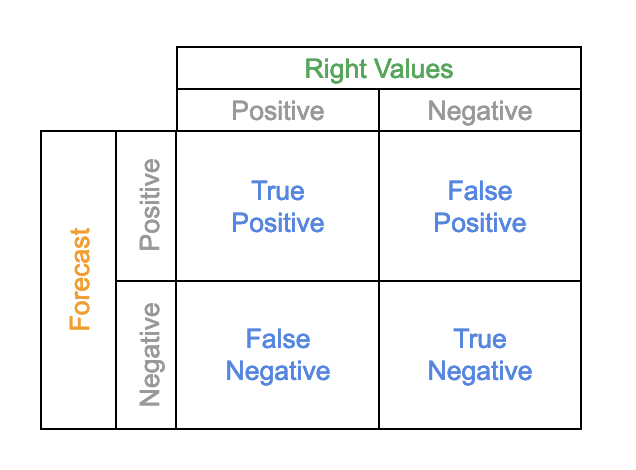 Right Values
Positive
Negative
Forecast
Positive
True
Positive
False
Positive
Negative
False
Negative
True
Negative